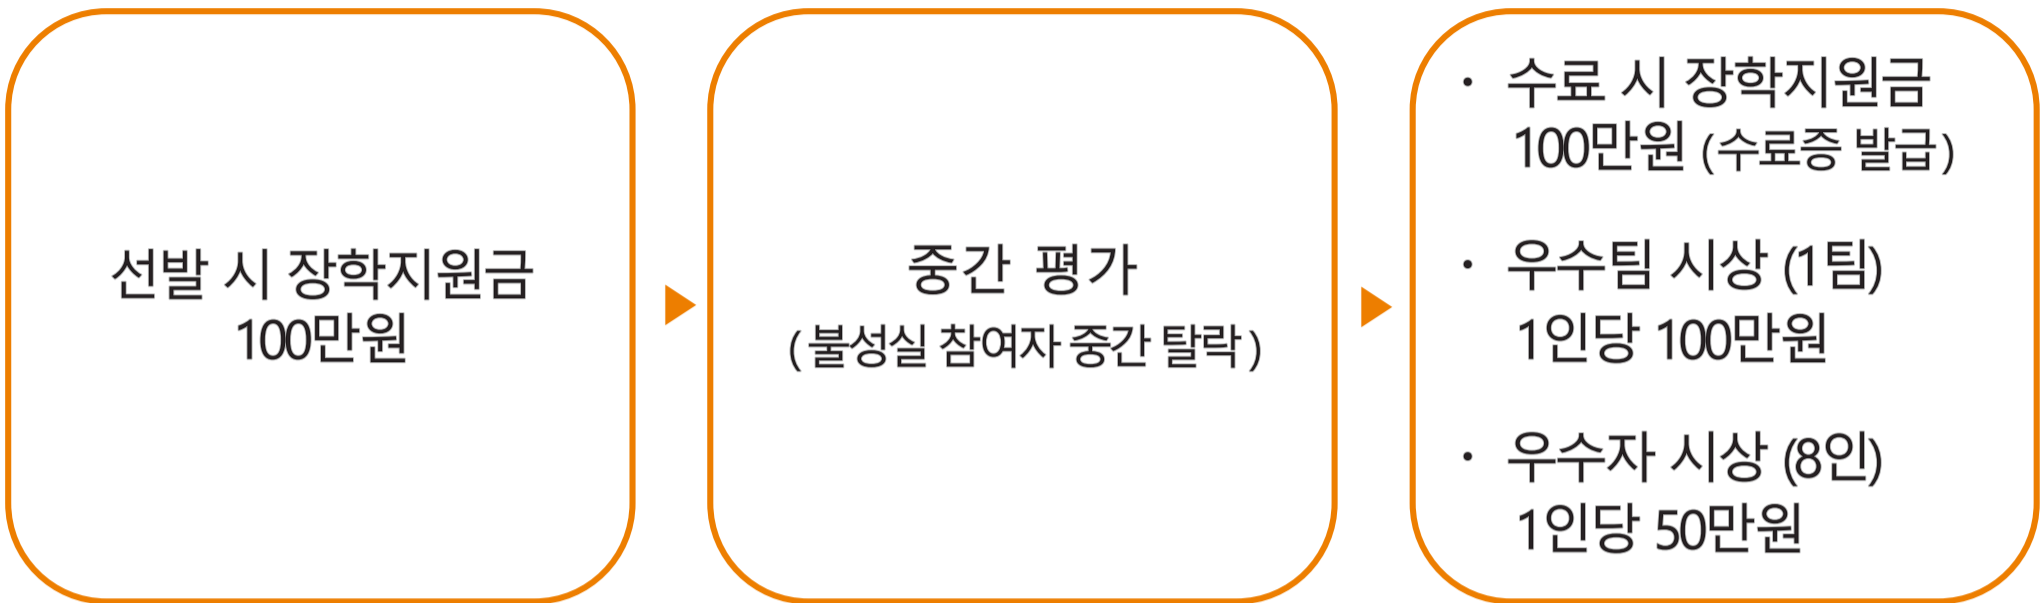 선발 시 장학지원금
100만원
중간 평가
(불성실 참여자 중간 탈락)
· 수료 시 장학지원금
100만원 (수료증 발급)
· 우수팀 시상 (1팀)
1인당 100만원
· 우수자 시상 (8인)
1인당 50만원